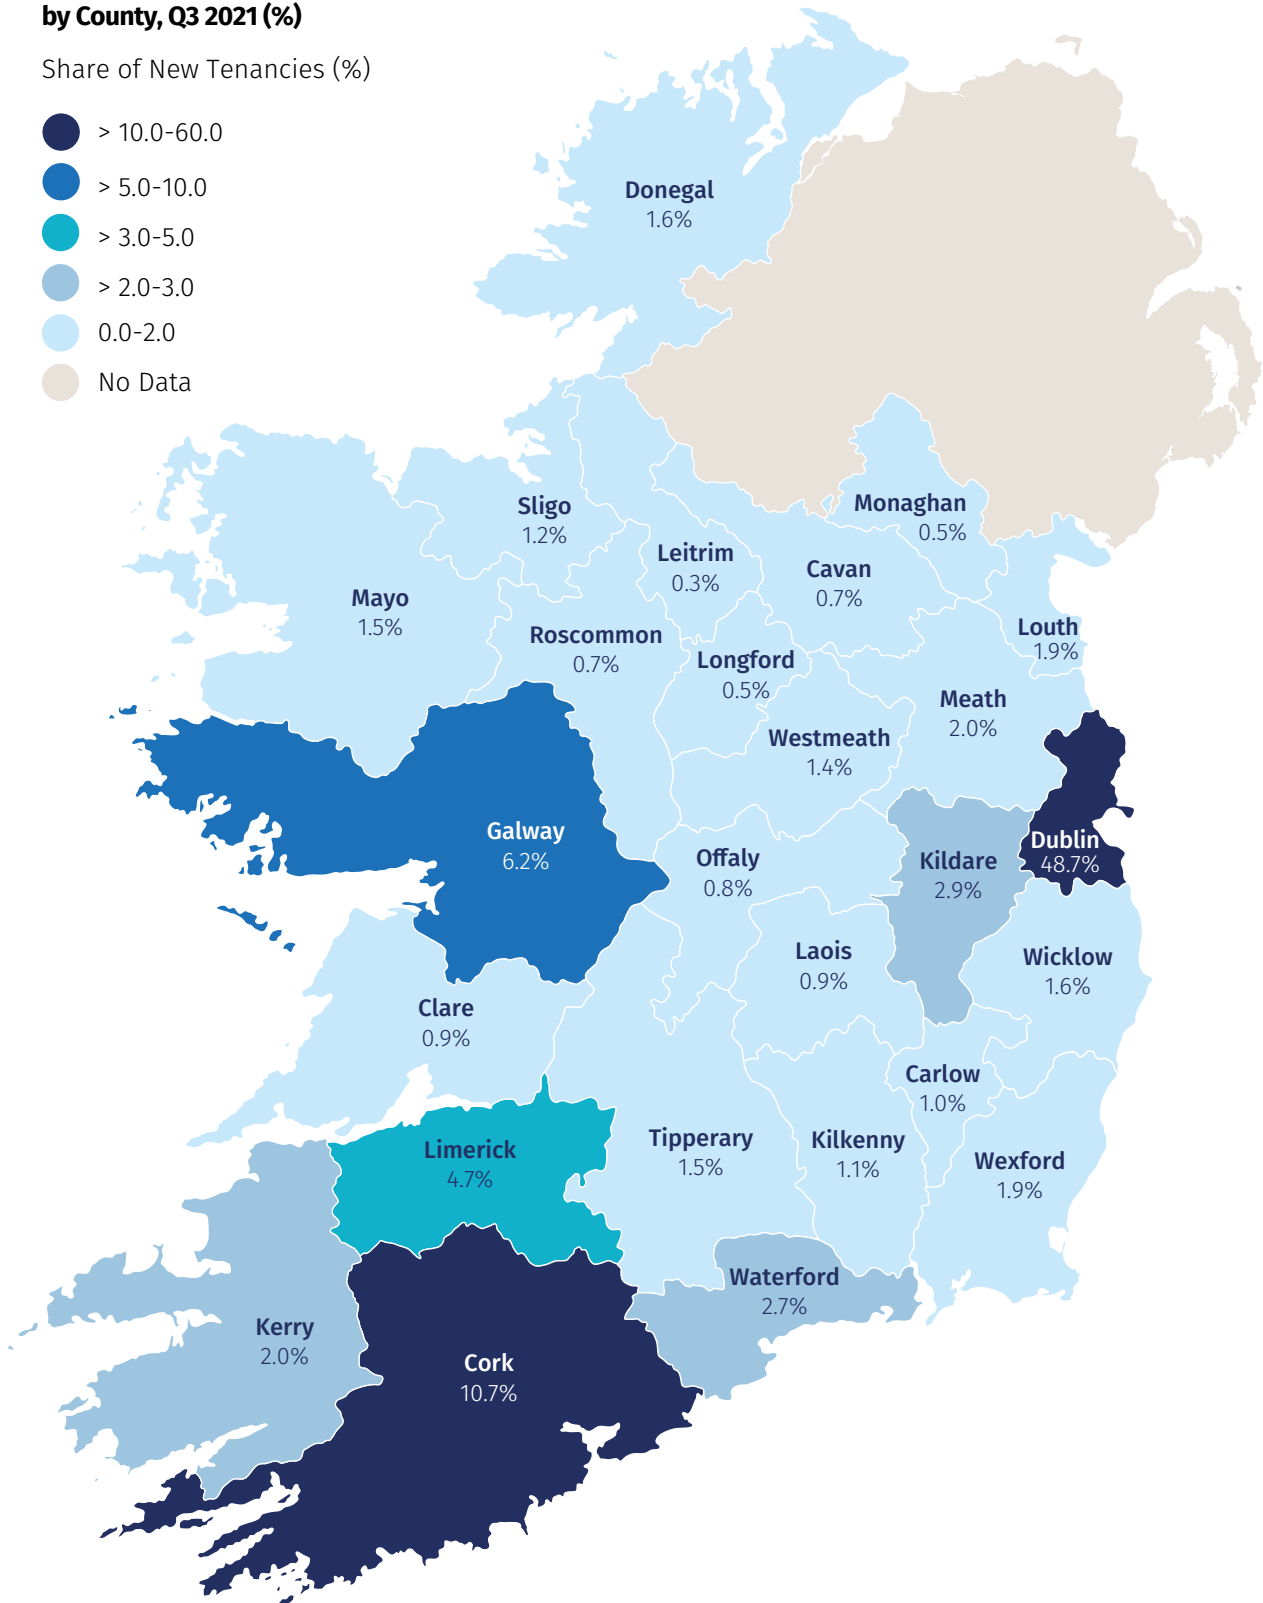 by County, Q3 2021 (%)
Share of New Tenancies (%)
> 10.0-60.0
> 5.0-10.0
> 3.0-5.0
> 2.0-3.0
0.0-2.0
No Data
Donegal
1.6%
Monaghan
0.5%
Sligo
1.2%
Leitrim
0.3%
Cavan
0.7%
Mayo
1.5%
Roscommon
0.7%
Louth
1.9%
Longford
0.5%
Meath
2.0%
Westmeath
1.4%
Galway
6.2%
Dublin
48.7%
Offaly
0.8%
Kildare
2.9%
Laois
0.9%
Wicklow
1.6%
Clare
0.9%
Carlow
1.0%
Limerick
4.7%
Tipperary
1.5%
Kilkenny
1.1%
Wexford
1.9%
Waterford
2.7%
Kerry
2.0%
Cork
10.7%